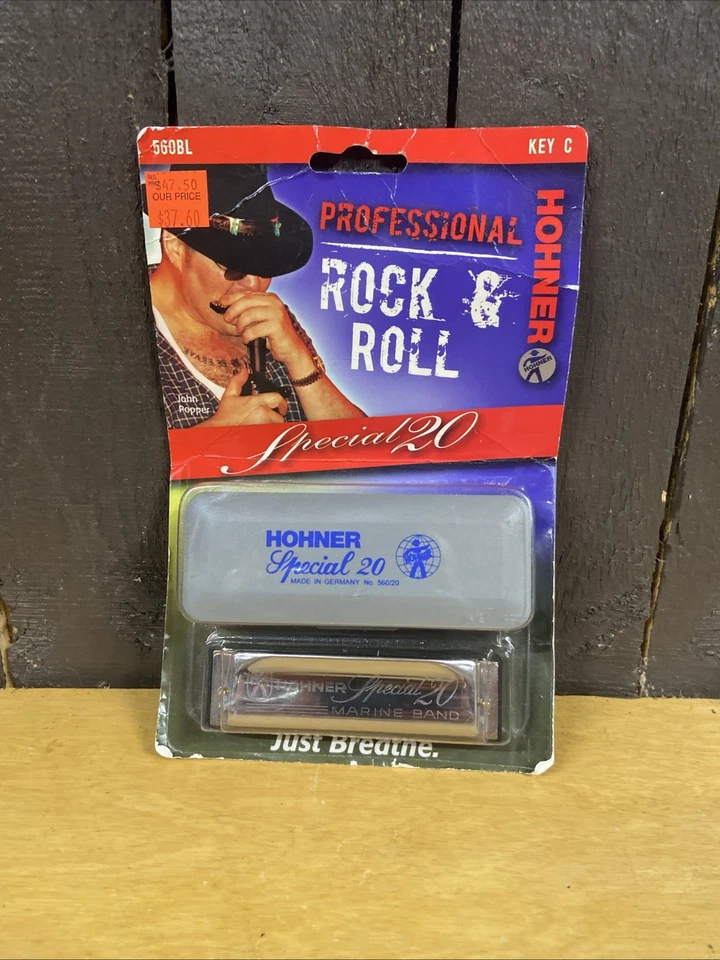 560BL
KEY C
$47.50
OUR PRICE
$37.60
PROFESSIONAL
ROCK &
ROLL
HOHNER
HOHNER
John
Popper
Special 20
HOHNER
Special 20
MADE IN GERMANY No. 560/20
HOHNER Special 20
MARINE BAND
Just Breathe.